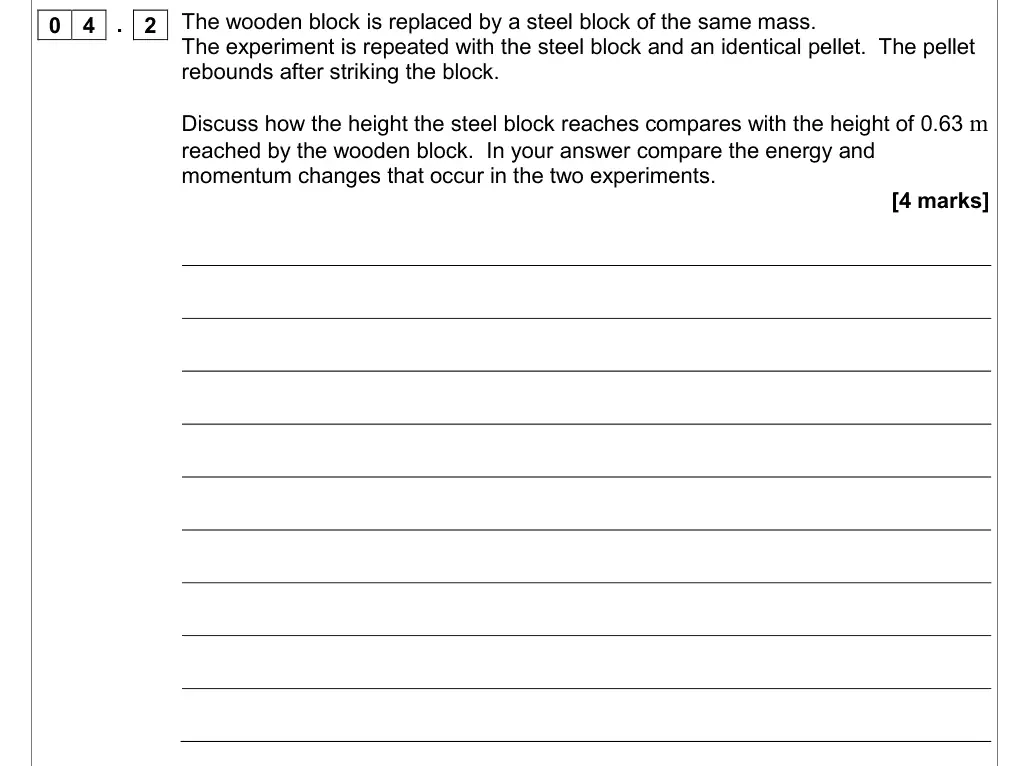 0 4 . 2 The wooden block is replaced by a steel block of the same mass.
The experiment is repeated with the steel block and an identical pellet. The pellet
rebounds after striking the block.
Discuss how the height the steel block reaches compares with the height of 0.63 m
reached by the wooden block. In your answer compare the energy and
momentum changes that occur in the two experiments.
[4 marks]